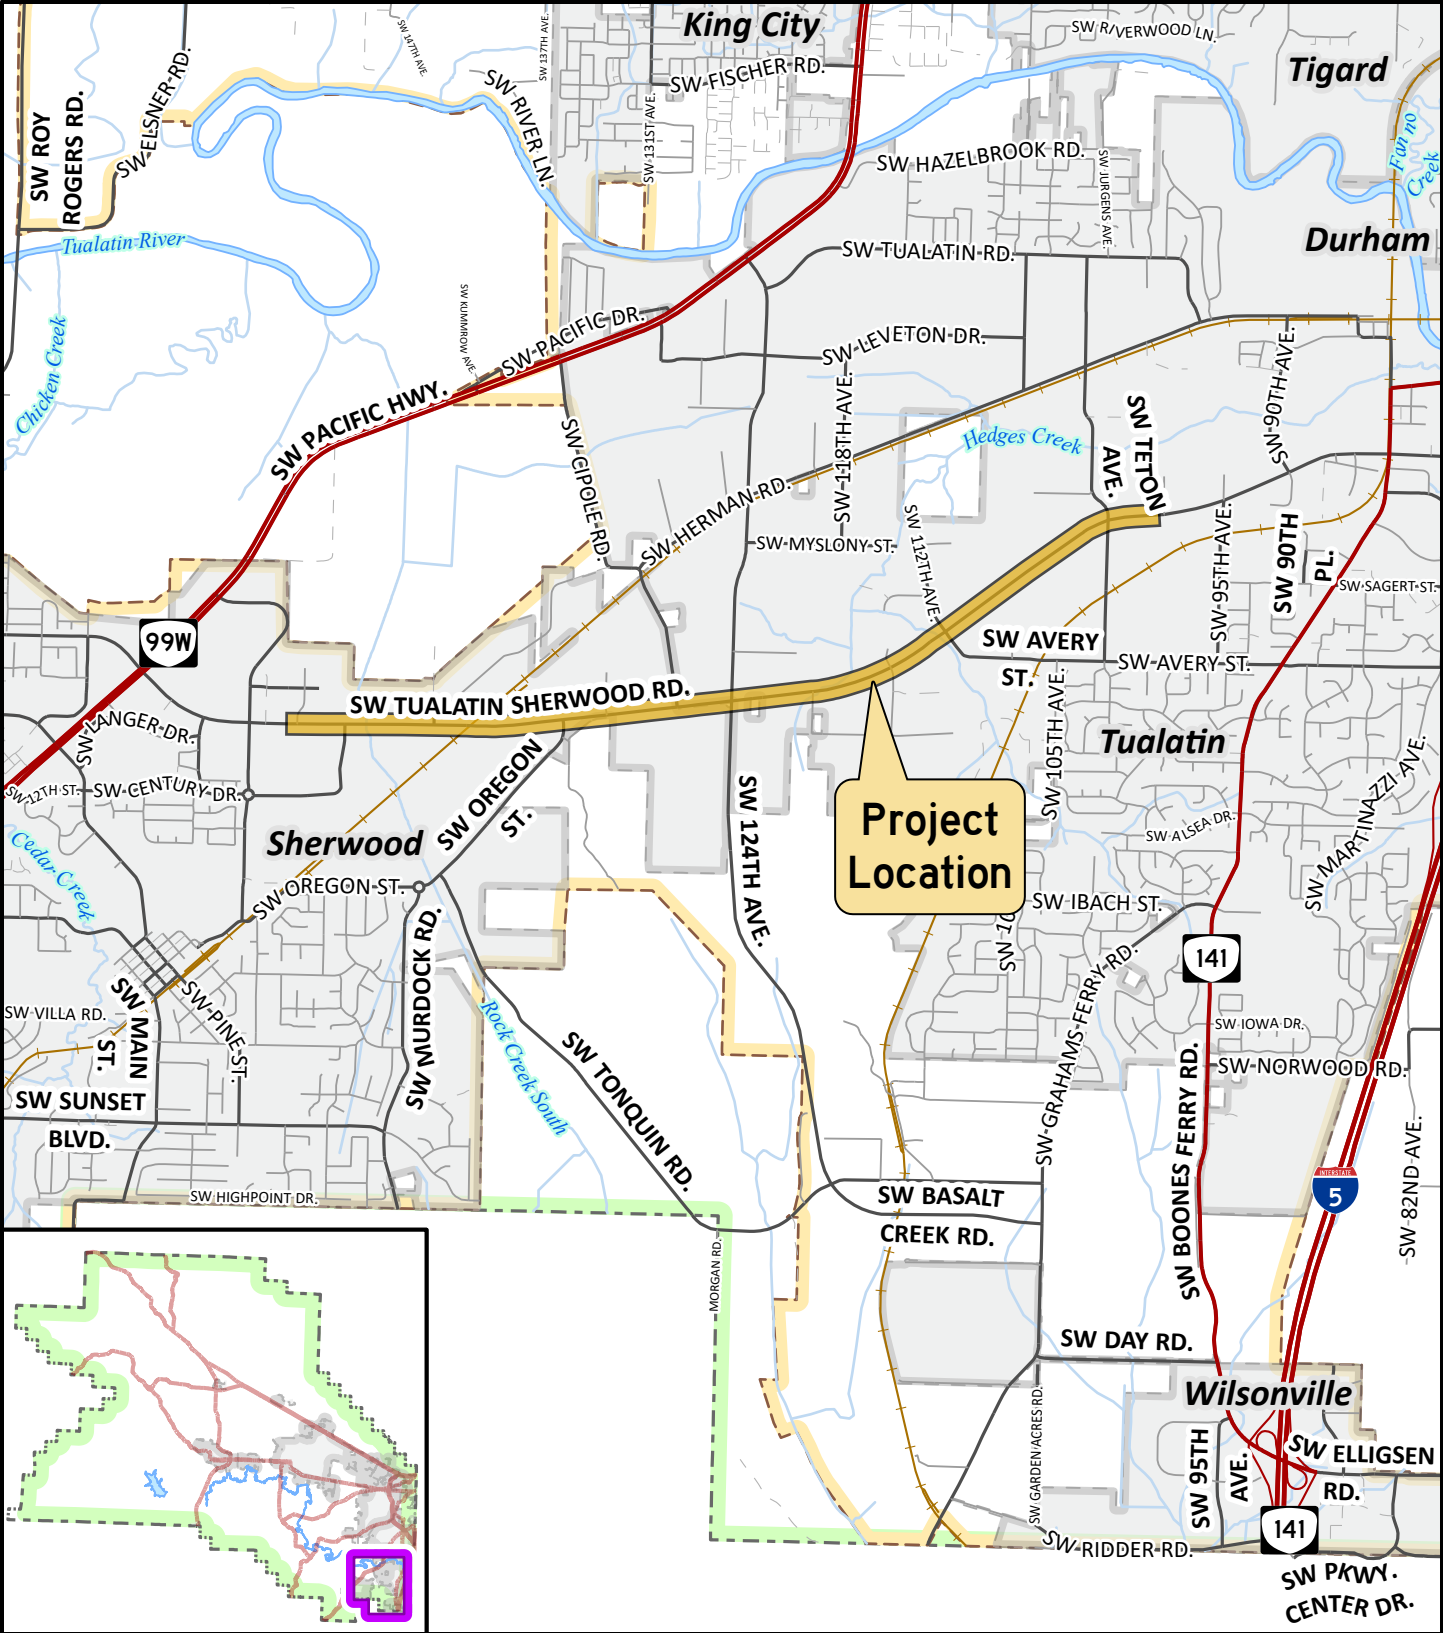 King City
SW RIVERWOOD LN.
Tigard
SW 147TH AVE.
SW 137TH AVE.
SW FISCHER RD.
SW ELSNER RD.
SW ROY
ROGERS RD.
SW RIVER LN.
SW 131ST AVE.
SW HAZELBROOK RD.
SW JURGENS AVE.
Fanno
Creek
Tualatin River
SW TUALATIN RD.
Durham
SW KUMMROW AVE.
SW PACIFIC DR.
SW LEVETON DR.
Chicken Creek
SW PACIFIC HWY.
SW 118TH AVE.
SW 90TH AVE.
SW TETON
AVE.
Hedges Creek
SW CIPOLE RD.
SW HERMAN RD.
SW MYSLONY ST.
SW 112TH AVE.
SW 95TH AVE.
SW 90TH
PL.
SW SAGERT ST.
99W
SW AVERY
ST.
SW AVERY ST.
SW TUALATIN SHERWOOD RD.
SW LANGER DR.
SW 105TH AVE.
Tualatin
SW 12TH ST.
SW CENTURY DR.
SW OREGON
ST.
SW 124TH AVE.
Project
Location
SW ALSEA DR.
SW MARTINAZZI AVE.
Sherwood
Cedar Creek
SW OREGON ST.
SW IBACH ST.
SW 10
SW MURDOCK RD.
SW GRAHAMS FERRY RD.
141
SW VILLA RD.
SW MAIN
ST.
SW PINE ST.
Rock Creek South
SW TONQUIN RD.
SW IOWA DR.
SW NORWOOD RD.
SW BOONES FERRY RD.
SW SUNSET
BLVD.
SW 82ND AVE.
INTERSTATE
5
SW HIGHPOINT DR.
SW BASALT
CREEK RD.
MORGAN RD.
SW DAY RD.
Wilsonville
SW GARDEN ACRES RD.
SW 95TH
AVE.
SW ELLIGSEN
RD.
141
SW RIDDER RD.
SW PKWY.
CENTER DR.